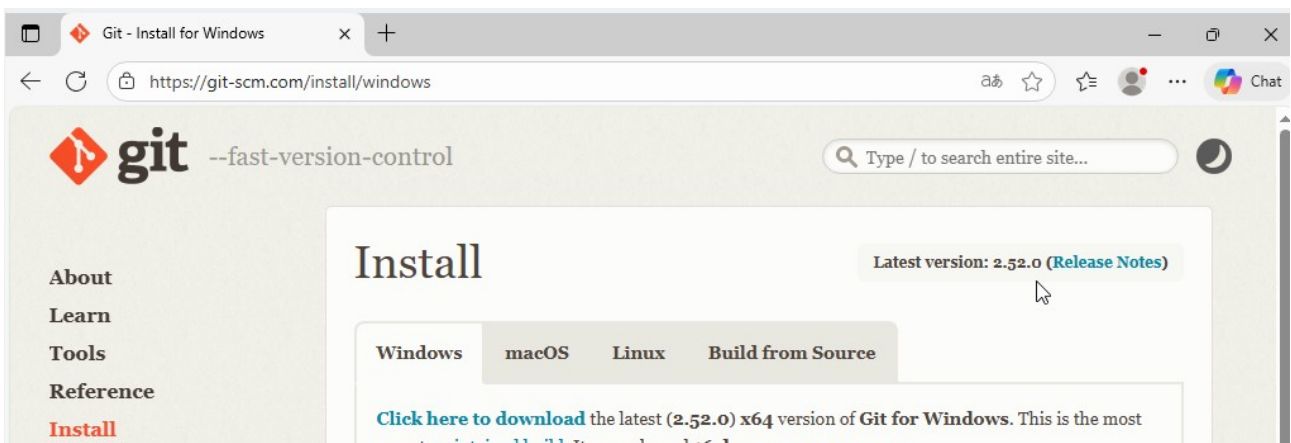 Git - Install for Windows
https://git-scm.com/install/windows
aあ
Chat
git --fast-version-control
Type / to search entire site...
Install
Latest version: 2.52.0 (Release Notes)
About
Learn
Tools
Reference
Install
Windows macOS Linux Build from Source
Click here to download the latest (2.52.0) x64 version of Git for Windows. This is the most